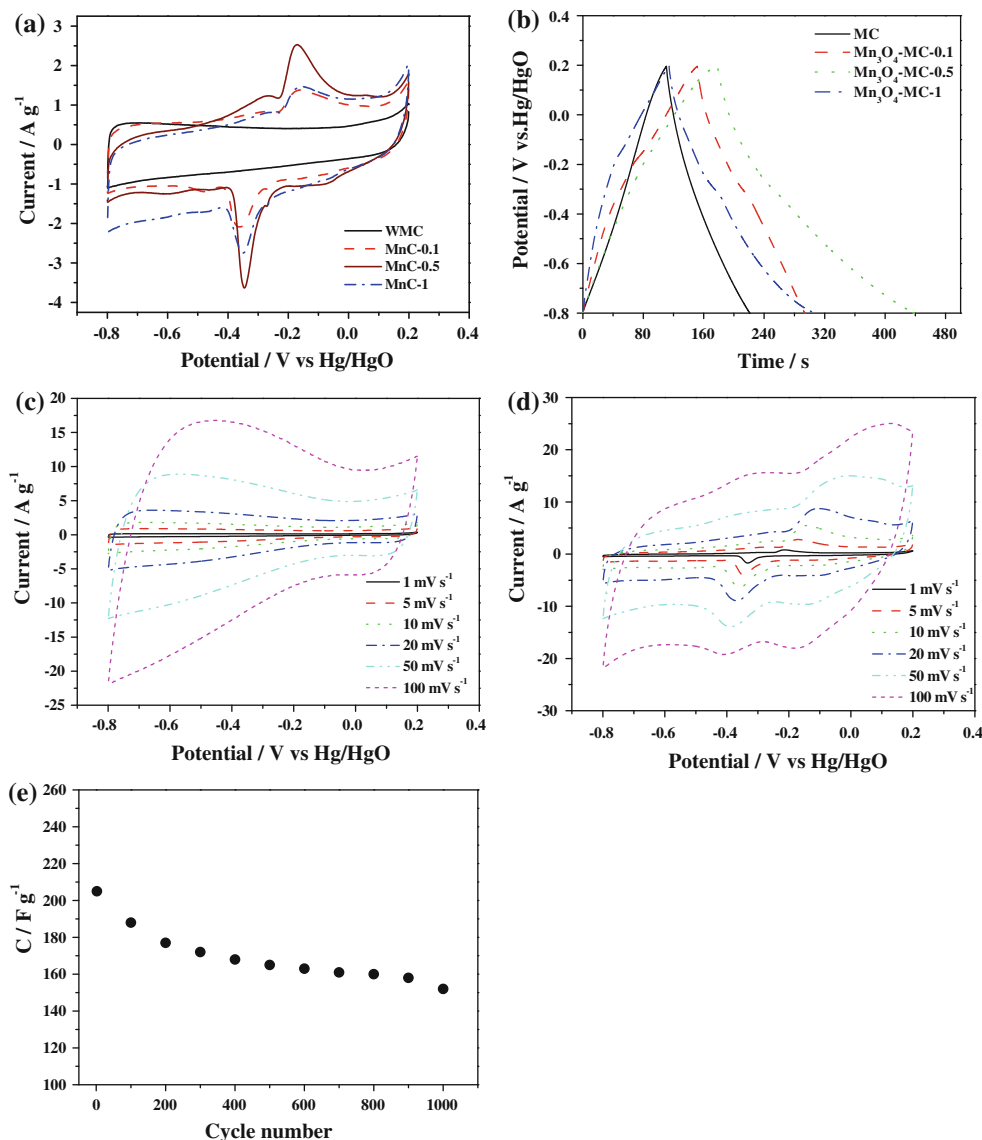 (a)
3
2
1
0
-1
-2
-3
-4
Current / A g⁻¹
WMC
MnC-0.1
MnC-0.5
MnC-1
-0.8 -0.6 -0.4 -0.2 0.0 0.2 0.4
Potential / V vs Hg/HgO
(b)
0.4
0.2
0.0
-0.2
-0.4
-0.6
-0.8
Potential / V vs.Hg/HgO
MC
Mn₃O₄-MC-0.1
Mn₃O₄-MC-0.5
Mn₃O₄-MC-1
0 80 160 240 320 400 480
Time / s
(c)
20
15
10
5
0
-5
-10
-15
-20
-25
Current / A g⁻¹
1 mV s⁻¹
5 mV s⁻¹
10 mV s⁻¹
20 mV s⁻¹
50 mV s⁻¹
100 mV s⁻¹
-0.8 -0.6 -0.4 -0.2 0.0 0.2 0.4
Potential / V vs Hg/HgO
(d)
30
20
10
0
-10
-20
-30
Current / A g⁻¹
1 mV s⁻¹
5 mV s⁻¹
10 mV s⁻¹
20 mV s⁻¹
50 mV s⁻¹
100 mV s⁻¹
-0.8 -0.6 -0.4 -0.2 0.0 0.2 0.4
Potential / V vs Hg/HgO
(e)
260
240
220
200
180
160
140
120
100
C / F g⁻¹
0 200 400 600 800 1000
Cycle number